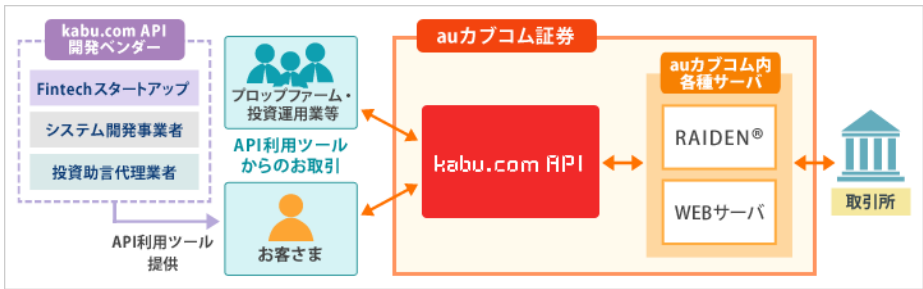 kabu.com API
開発ベンダー
Fintechスタートアップ
システム開発事業者
投資助言代理業者
API利用ツール
提供
プロップファーム・
投資運用業等
API利用ツール
からのお取引
お客さま
auカブコム証券
kabu.com API
auカブコム内
各種サーバ
RAIDEN®
WEBサーバ
取引所